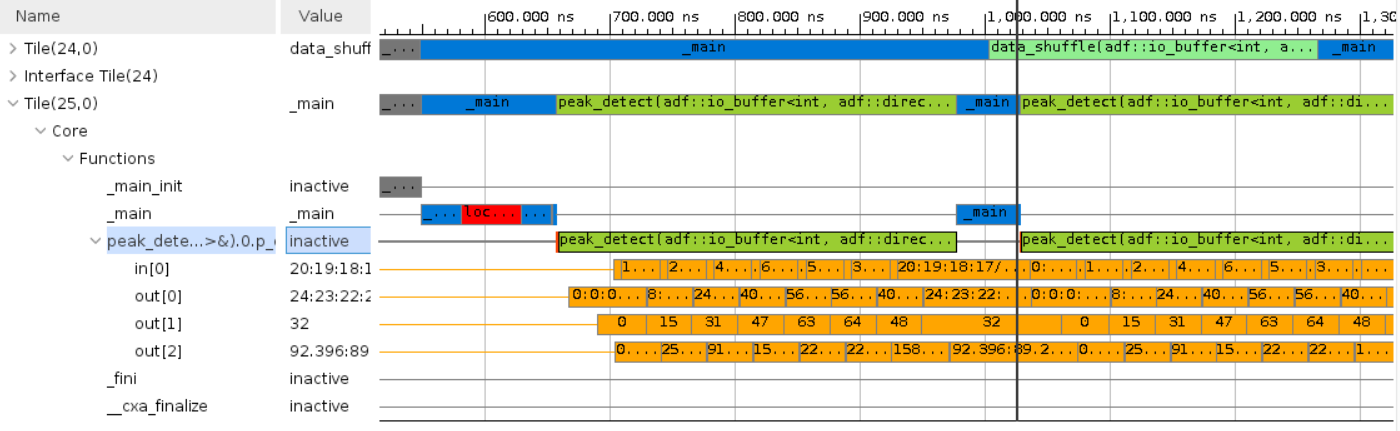 Name Value 600.000 ns 700.000 ns 800.000 ns 900.000 ns 1,000.000 ns 1,100.000 ns 1,200.000 ns 1,30
Tile(24,0) data_shuff _... _main data_shuffle(adf::io_buffer<int, a... _main
Interface Tile(24)
Tile(25,0) _main _... _main peak_detect(adf::io_buffer<int, adf::direc... _main peak_detect(adf::io_buffer<int, adf::di...
Core
Functions
_main_init inactive _...
_main _main _... loc... ... _main
peak_dete...>&).0.p_ inactive peak_detect(adf::io_buffer<int, adf::direc... peak_detect(adf::io_buffer<int, adf::di...
in[0] 20:19:18:1 1... 2... 4... 6... 5... 3... 20:19:18:17/... 0:... 1... 2... 4... 6... 5... 3... ...
out[0] 24:23:22:2 0:0:0... 8:... 24... 40... 56... 56... 40... 24:23:22:... 0:0:0:... 8:... 24... 40... 56... 56... 40...
out[1] 32 0 15 31 47 63 64 48 32 0 15 31 47 63 64 48
out[2] 92.396:89 0.... 25... 91... 15... 22... 22... 158... 92.396:89.2... 0... 25... 91... 15... 22... 22... 1...
_fini inactive
__cxa_finalize inactive